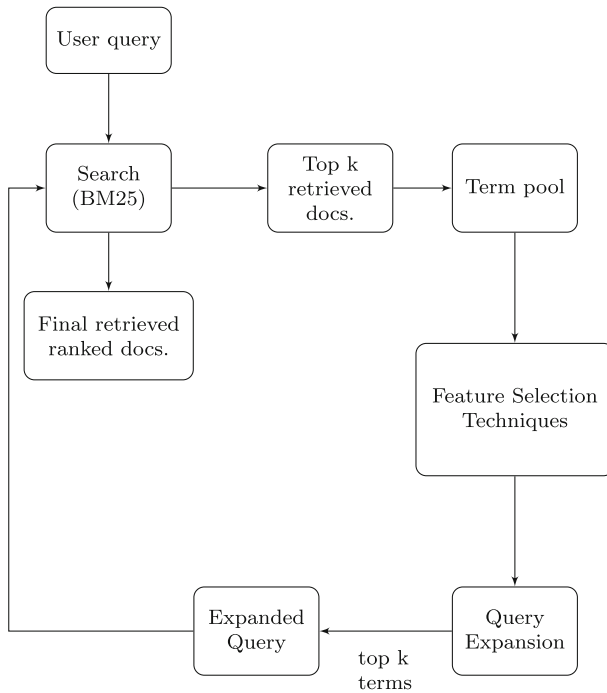 User query
Search
(BM25)
Top k
retrieved
docs.
Term pool
Final retrieved
ranked docs.
Feature Selection
Techniques
Expanded
Query
top k
terms
Query
Expansion